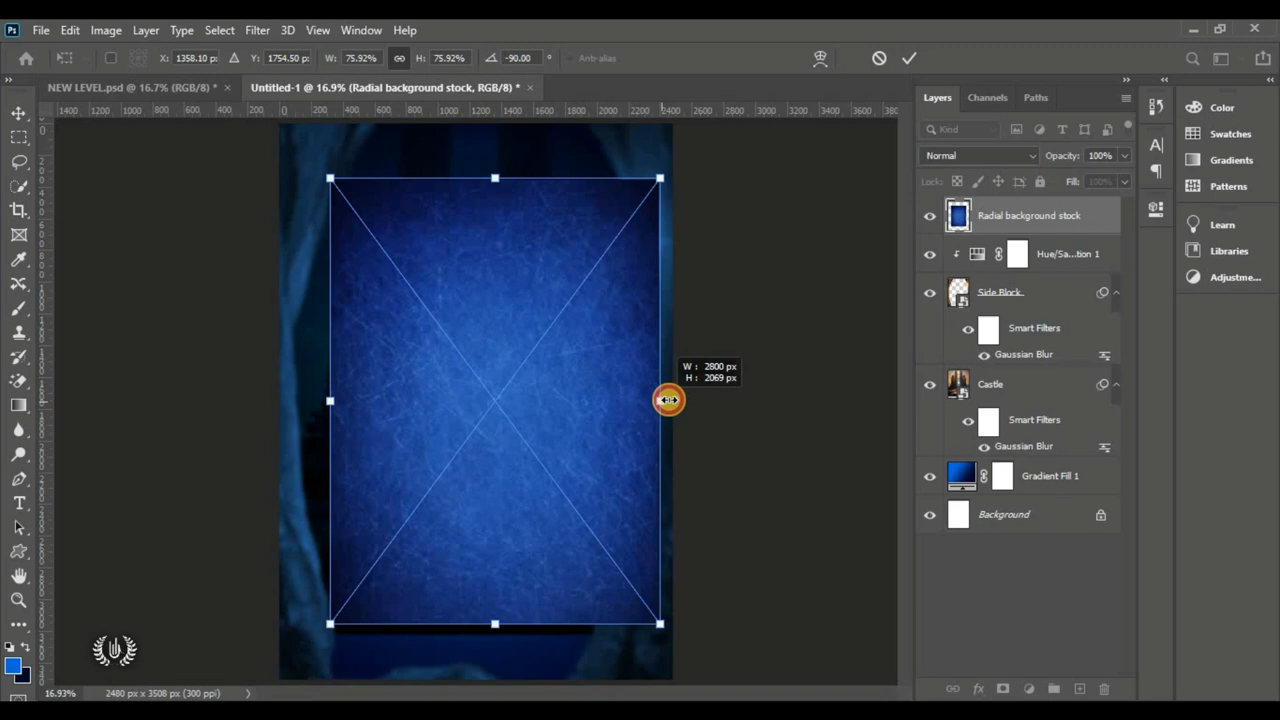 Ps File Edit Image Layer Type Select Filter 3D View Window Help
X: 1358.10 p: Y: 1754.50 p: W: 75.92% H: 75.92% -90.00 ° Anti-alias
NEW LEVEL.psd @ 16.7% (RGB/8) * × Untitled-1 @ 16.9% (Radial background stock, RGB/8) * ×
1400 1200 1000 800 600 400 200 0 200 400 600 800 1000 1200 1400 1600 1800 2000 2200 2400 2600 2800 3000 3200 3400 3600 3800
Layers Channels Paths
Kind
Normal Opacity: 100%
Lock: Fill: 100%
Radial background stock
Hue/Sa...tion 1
Side Block
Smart Filters
Gaussian Blur
Castle
Smart Filters
Gaussian Blur
Gradient Fill 1
Background
Color
Swatches
Gradients
Patterns
Learn
Libraries
Adjustme...
W : 2800 px
H : 2069 px
16.93% 2480 px x 3508 px (300 ppi)